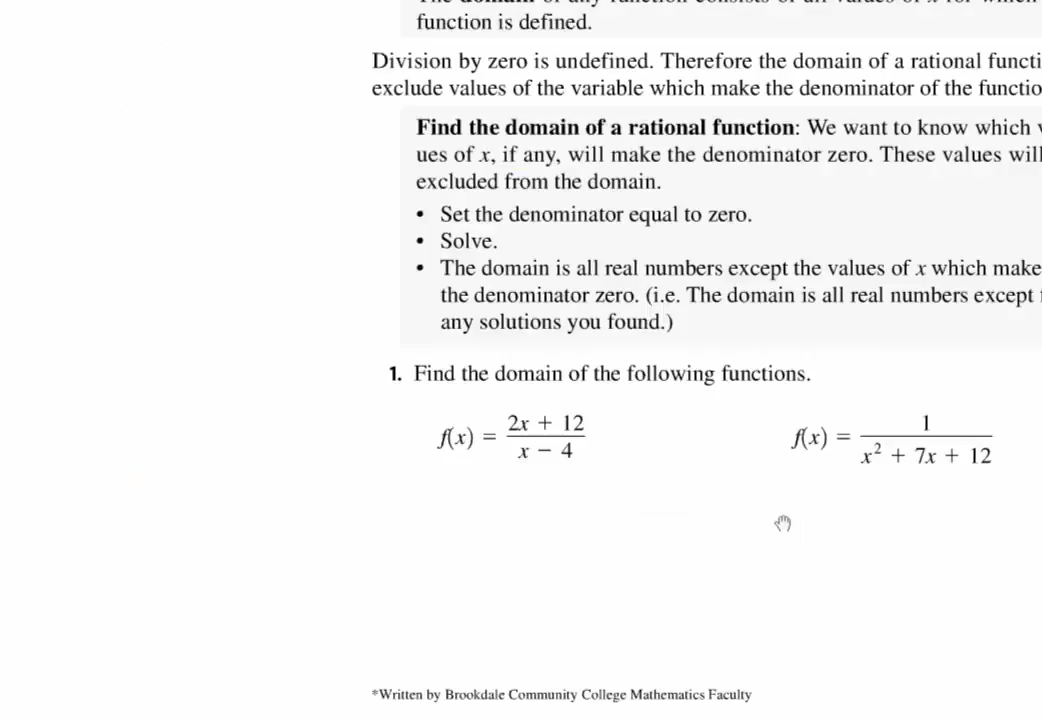 function is defined.
Division by zero is undefined. Therefore the domain of a rational
exclude values of the variable which make the denominator of the
Find the domain of a rational function: We want to know which
ues of x, if any, will make the denominator zero. These values will
excluded from the domain.
• Set the denominator equal to zero.
• Solve.
• The domain is all real numbers except the values of x which make
the denominator zero. (i.e. The domain is all real numbers except
any solutions you found.)
1. Find the domain of the following functions.
f(x) = (2x + 12)/(x − 4)  f(x) = 1/(x² + 7x + 12)
*Written by Brookdale Community College Mathematics Faculty